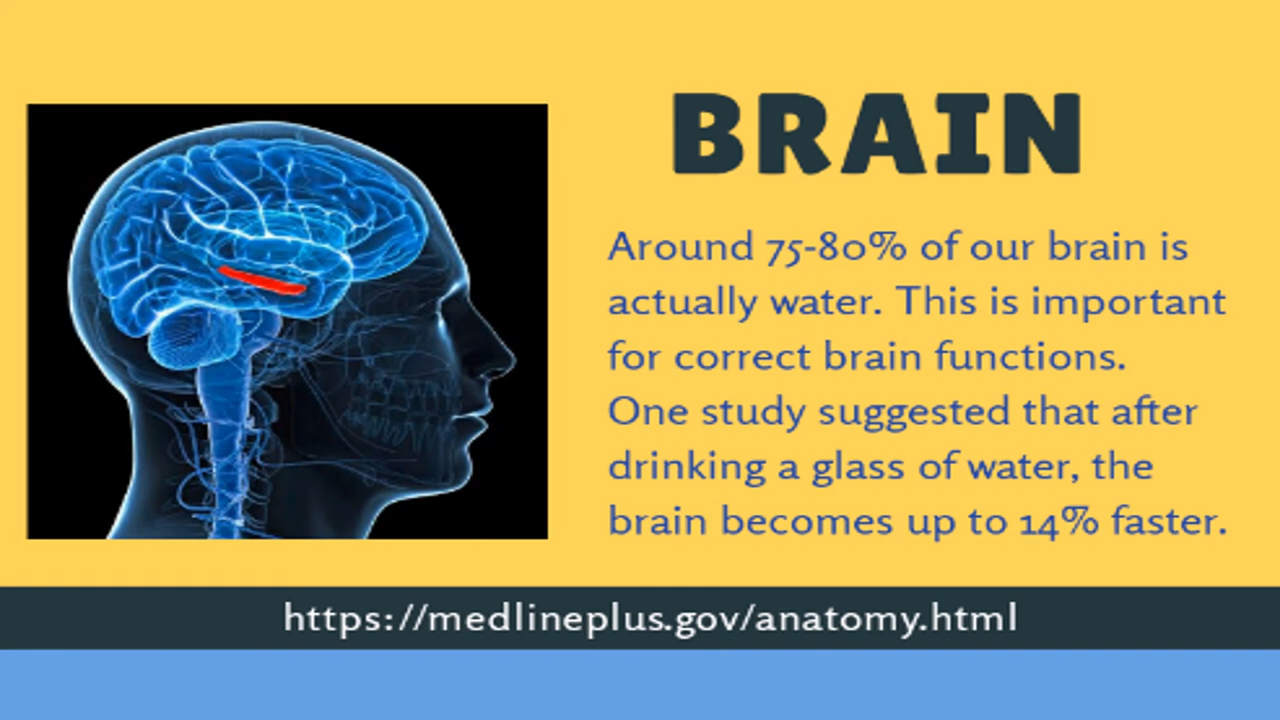 BRAIN
Around 75-80% of our brain is
actually water. This is important
for correct brain functions.
One study suggested that after
drinking a glass of water, the
brain becomes up to 14% faster.
https://medlineplus.gov/anatomy.html